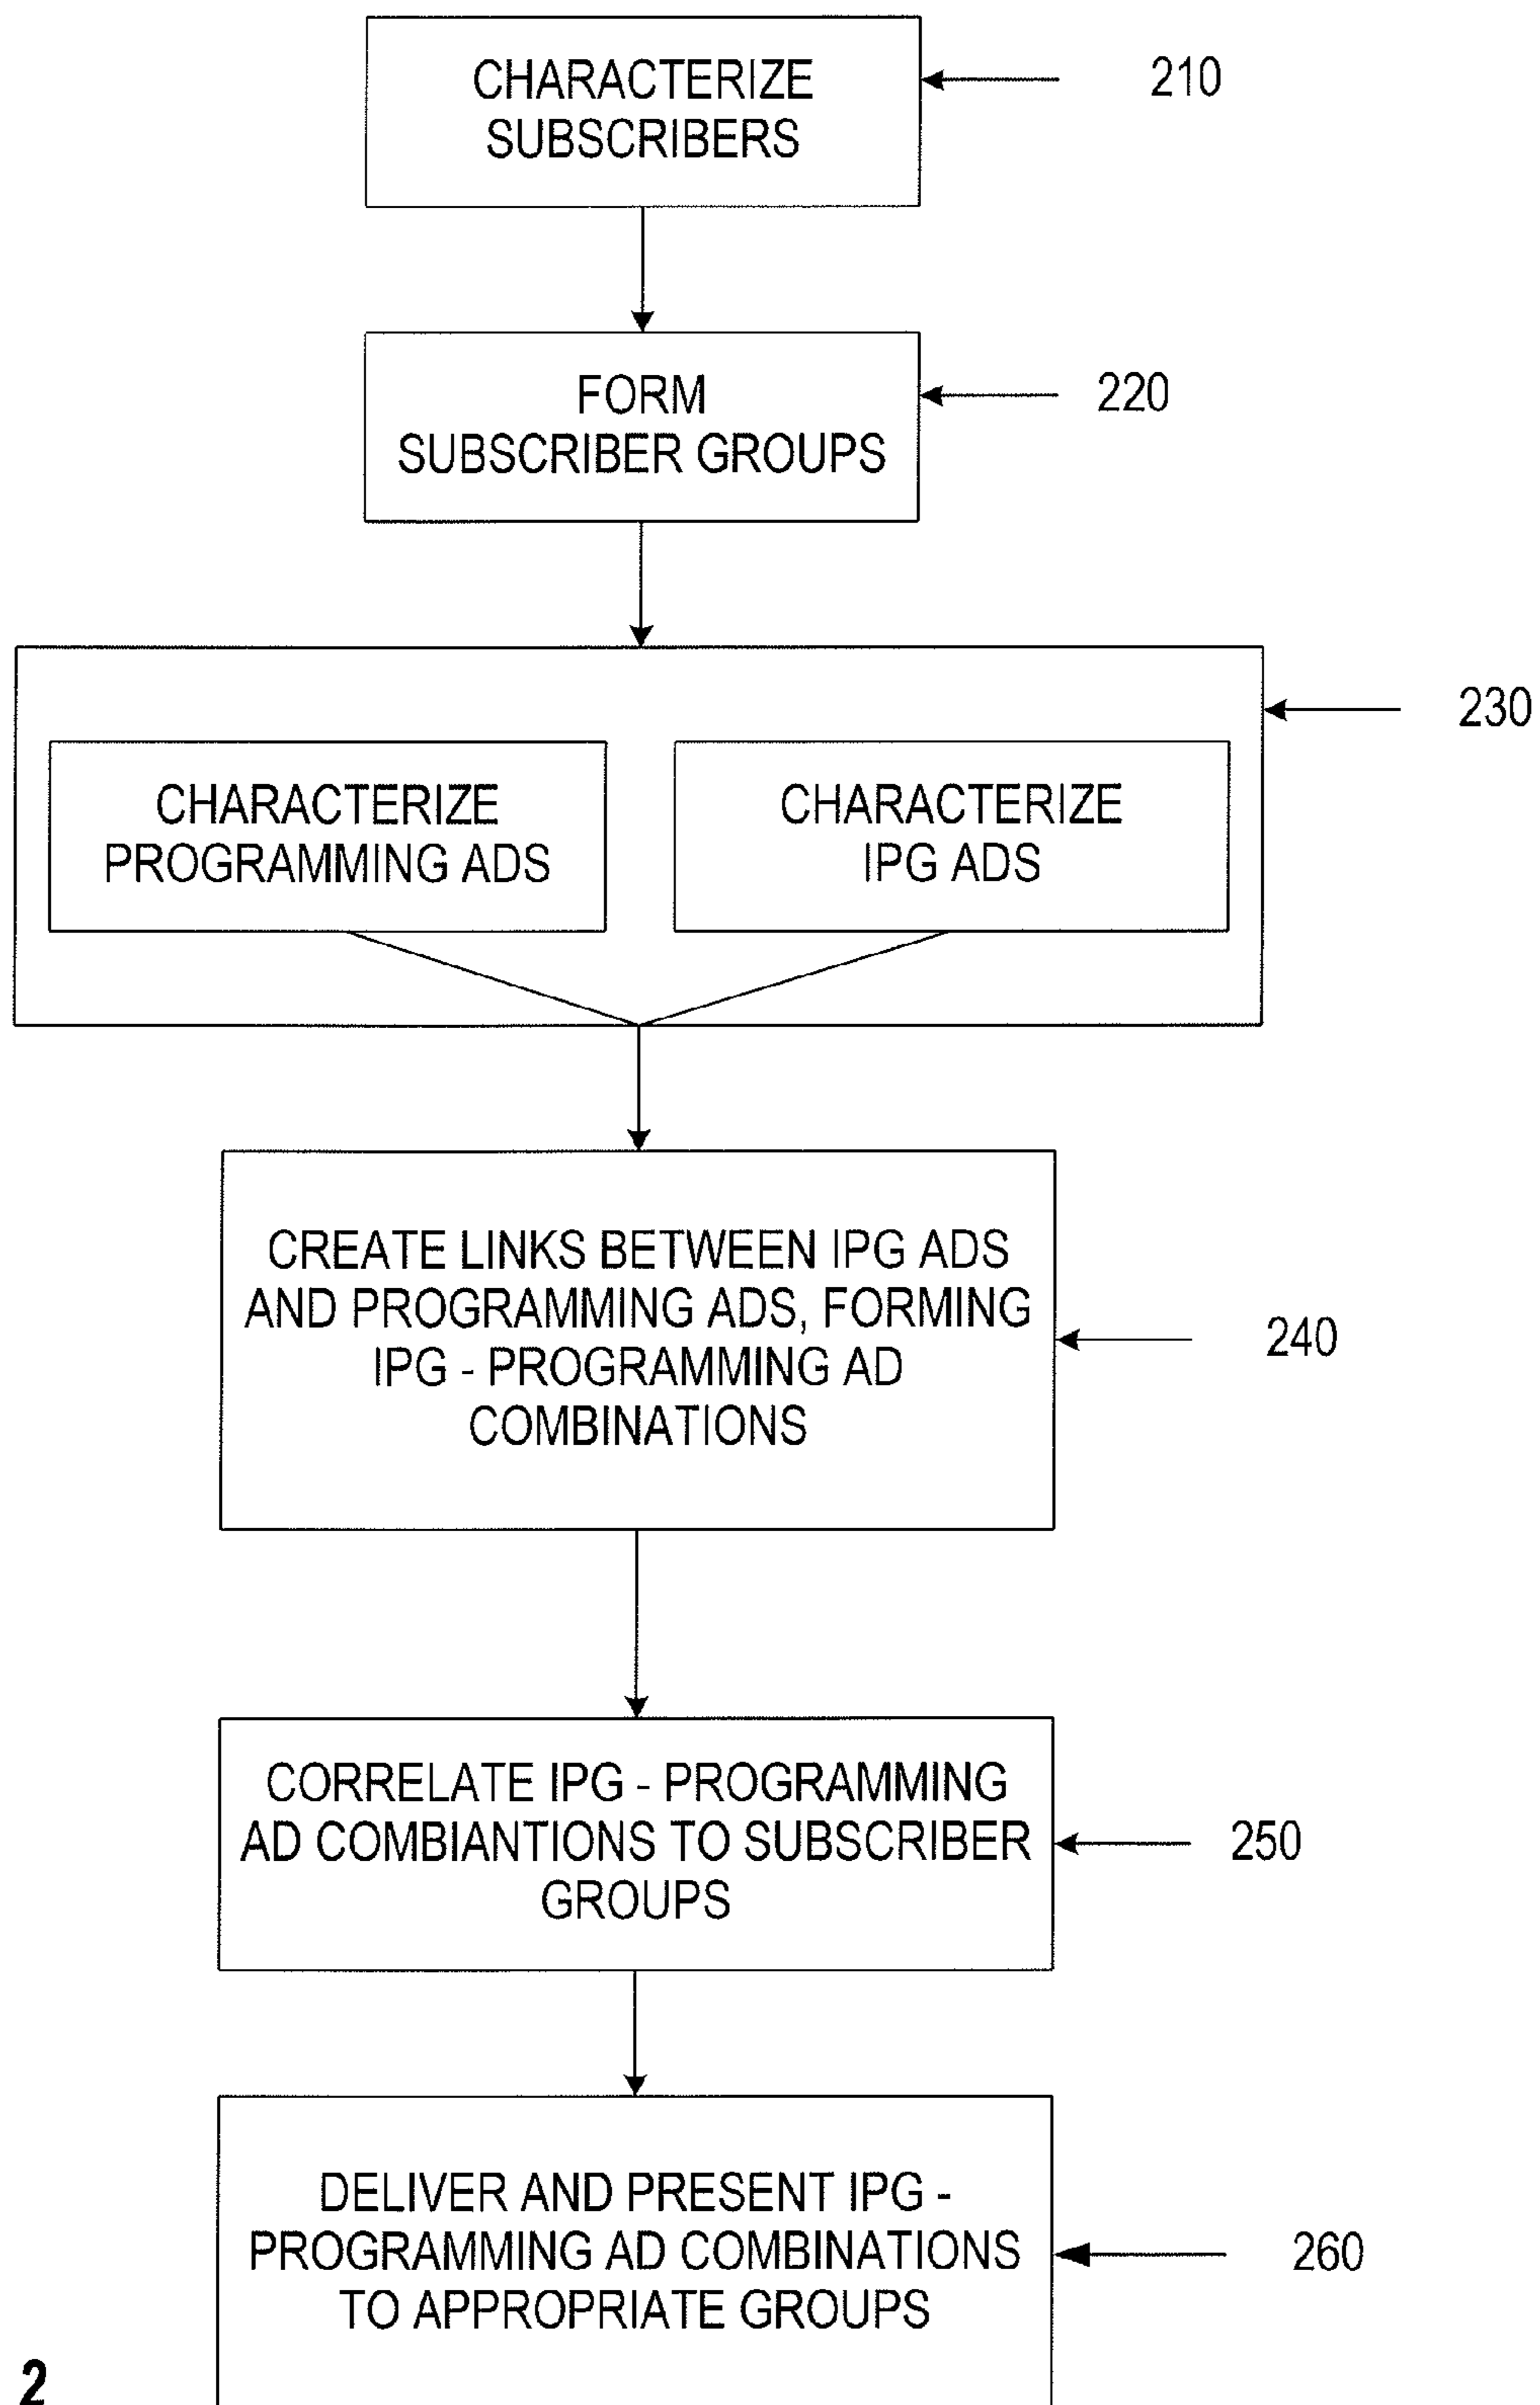 CHARACTERIZE
SUBSCRIBERS
210
FORM
SUBSCRIBER GROUPS
220
230
CHARACTERIZE
PROGRAMMING ADS
CHARACTERIZE
IPG ADS
CREATE LINKS BETWEEN IPG ADS
AND PROGRAMMING ADS, FORMING
IPG - PROGRAMMING AD
COMBINATIONS
240
CORRELATE IPG - PROGRAMMING
AD COMBIANTIONS TO SUBSCRIBER
GROUPS
250
DELIVER AND PRESENT IPG -
PROGRAMMING AD COMBINATIONS
TO APPROPRIATE GROUPS
260
2